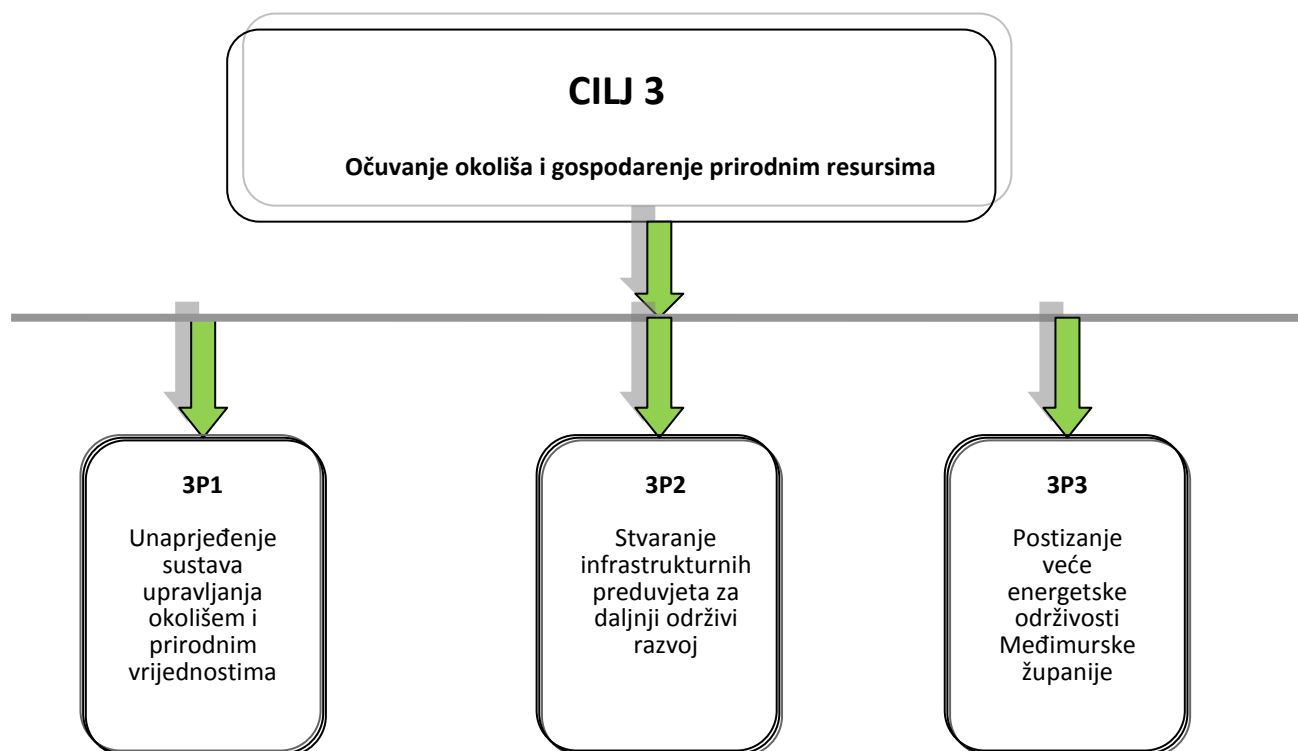 CILJ 3
Očuvanje okoliša i gospodarenje prirodnim resursima
3P1
Unaprjeđenje
sustava
upravljanja
okolišem i
prirodnim
vrijednostima
3P2
Stvaranje
infrastrukturnih
preduvjeta za
daljnji održivi
razvoj
3P3
Postizanje
veće
energetske
održivosti
Međimurske
županije